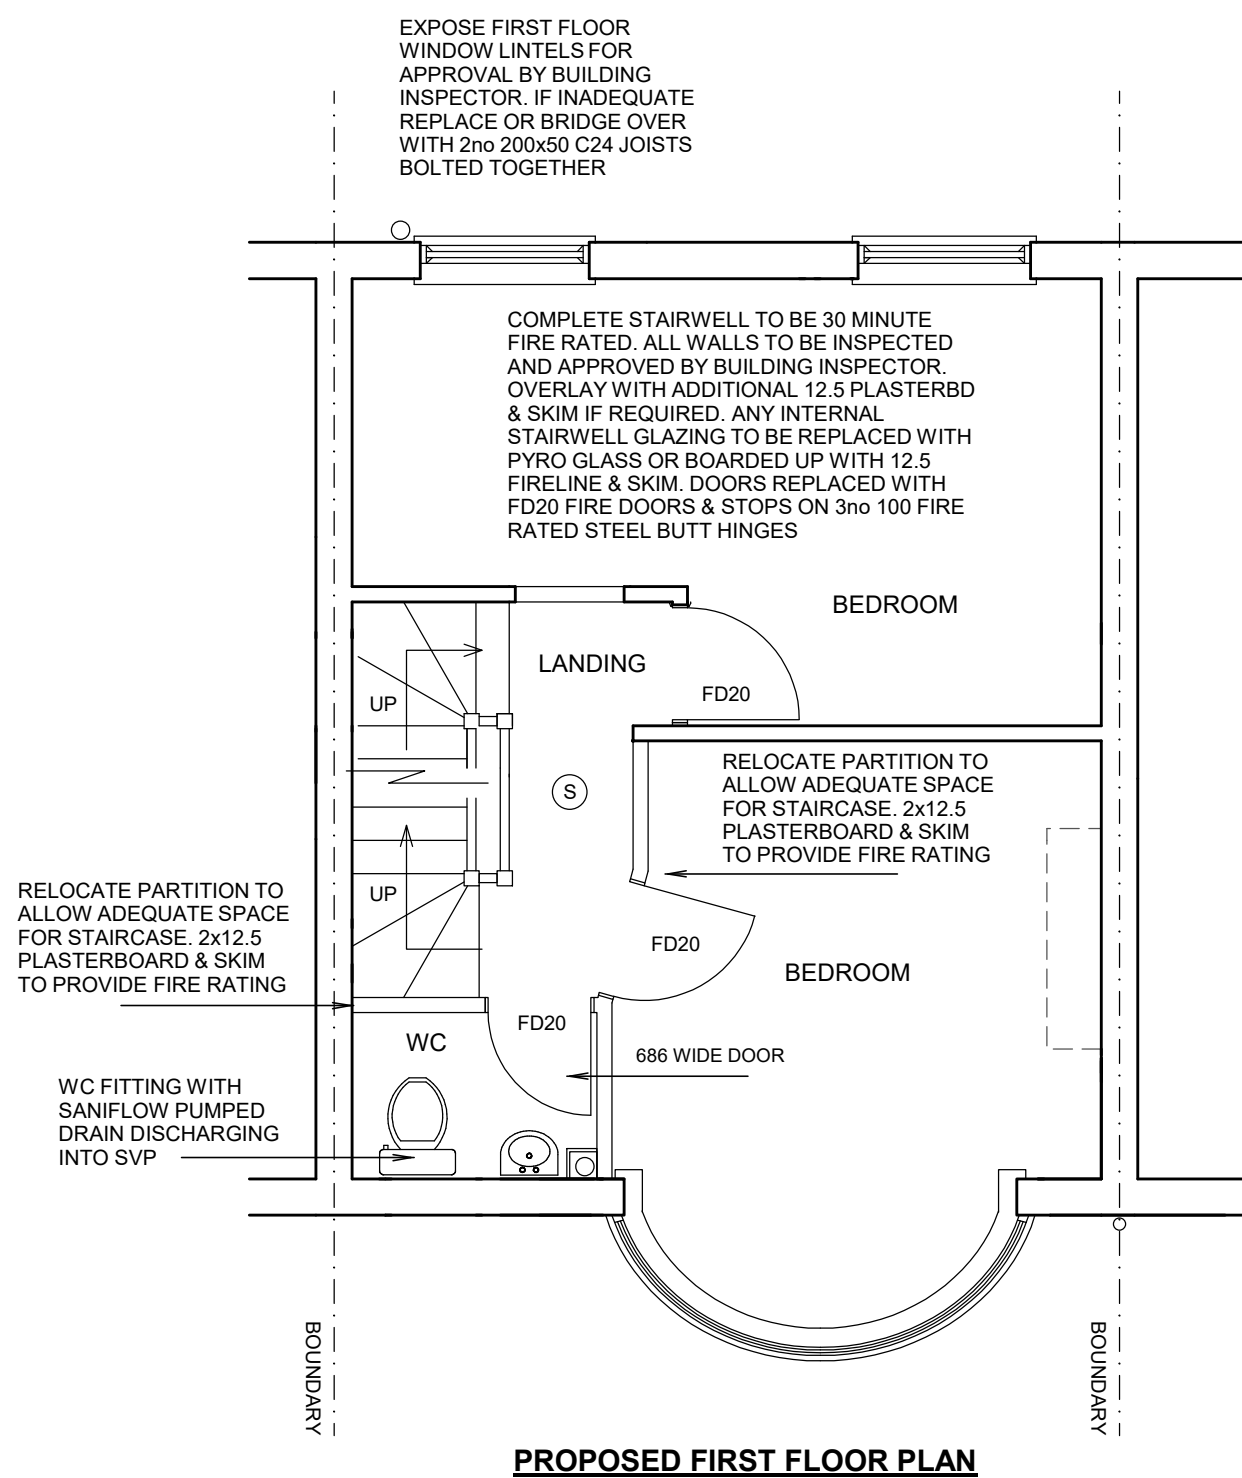 EXPOSE FIRST FLOOR
WINDOW LINTELS FOR
APPROVAL BY BUILDING
INSPECTOR. IF INADEQUATE
REPLACE OR BRIDGE OVER
WITH 2no 200x50 C24 JOISTS
BOLTED TOGETHER
COMPLETE STAIRWELL TO BE 30 MINUTE
FIRE RATED. ALL WALLS TO BE INSPECTED
AND APPROVED BY BUILDING INSPECTOR.
OVERLAY WITH ADDITIONAL 12.5 PLASTERBD
& SKIM IF REQUIRED. ANY INTERNAL
STAIRWELL GLAZING TO BE REPLACED WITH
PYRO GLASS OR BOARDED UP WITH 12.5
FIRELINE & SKIM. DOORS REPLACED WITH
FD20 FIRE DOORS & STOPS ON 3no 100 FIRE
RATED STEEL BUTT HINGES
BEDROOM
LANDING
UP
FD20
RELOCATE PARTITION TO
ALLOW ADEQUATE SPACE
FOR STAIRCASE. 2x12.5
PLASTERBOARD & SKIM
TO PROVIDE FIRE RATING
S
RELOCATE PARTITION TO
ALLOW ADEQUATE SPACE
FOR STAIRCASE. 2x12.5
PLASTERBOARD & SKIM
TO PROVIDE FIRE RATING
UP
FD20
BEDROOM
FD20
WC
686 WIDE DOOR
WC FITTING WITH
SANIFLOW PUMPED
DRAIN DISCHARGING
INTO SVP
BOUNDARY
BOUNDARY
PROPOSED FIRST FLOOR PLAN